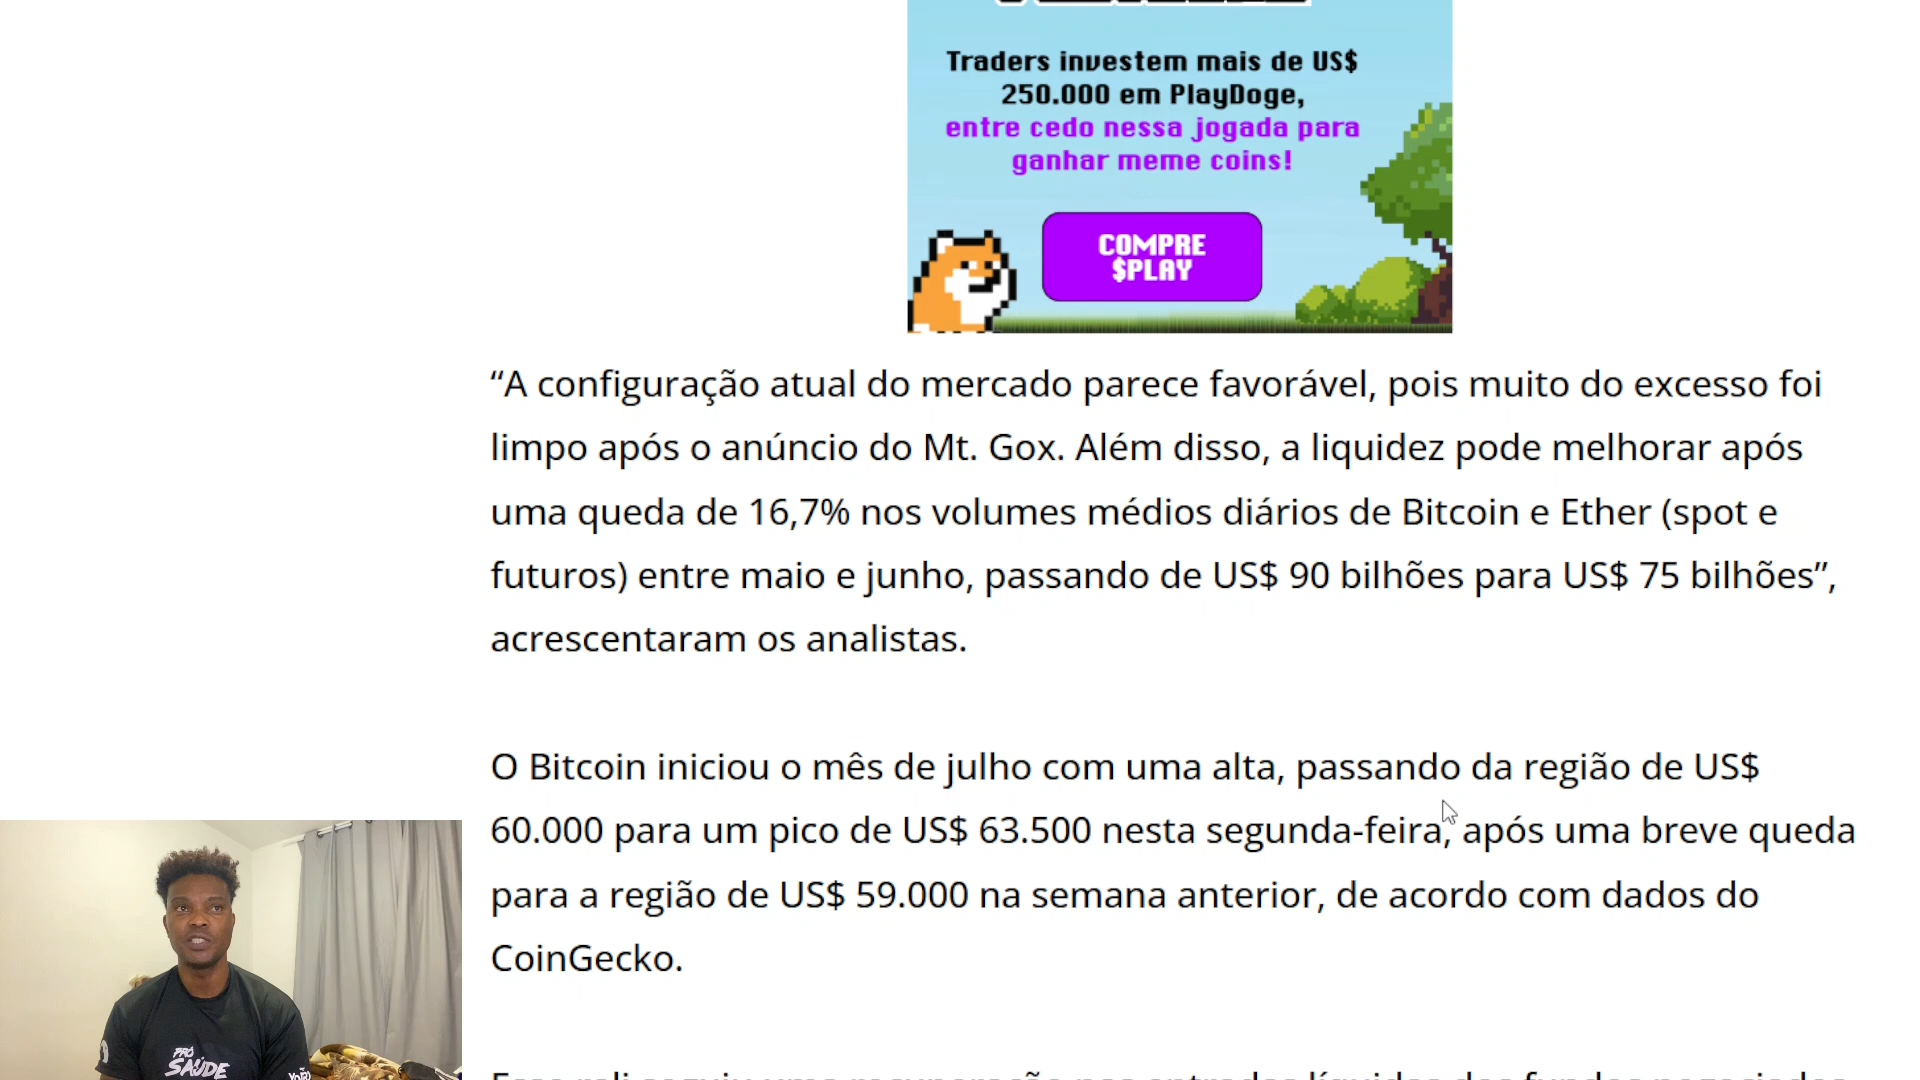 Traders investem mais de US$
250.000 em PlayDoge,
entre cedo nessa jogada para
ganhar meme coins!
COMPRE
$PLAY
“A configuração atual do mercado parece favorável, pois muito do excesso foi
limpo após o anúncio do Mt. Gox. Além disso, a liquidez pode melhorar após
uma queda de 16,7% nos volumes médios diários de Bitcoin e Ether (spot e
futuros) entre maio e junho, passando de US$ 90 bilhões para US$ 75 bilhões”,
acrescentaram os analistas.
O Bitcoin iniciou o mês de julho com uma alta, passando da região de US$
60.000 para um pico de US$ 63.500 nesta segunda-feira, após uma breve queda
para a região de US$ 59.000 na semana anterior, de acordo com dados do
CoinGecko.
PRÓ
SAÚDE